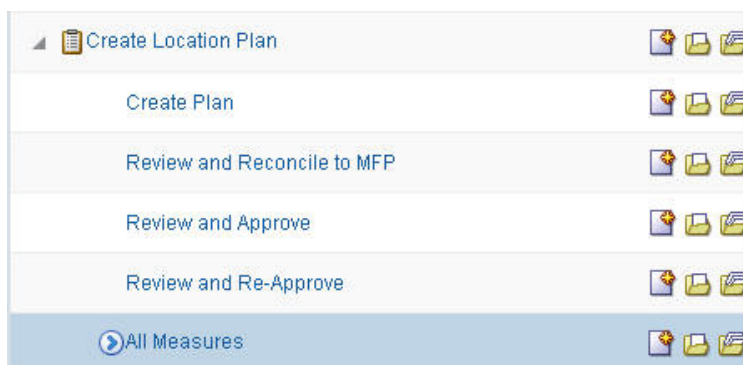 Create Location Plan
Create Plan
Review and Reconcile to MFP
Review and Approve
Review and Re-Approve
All Measures